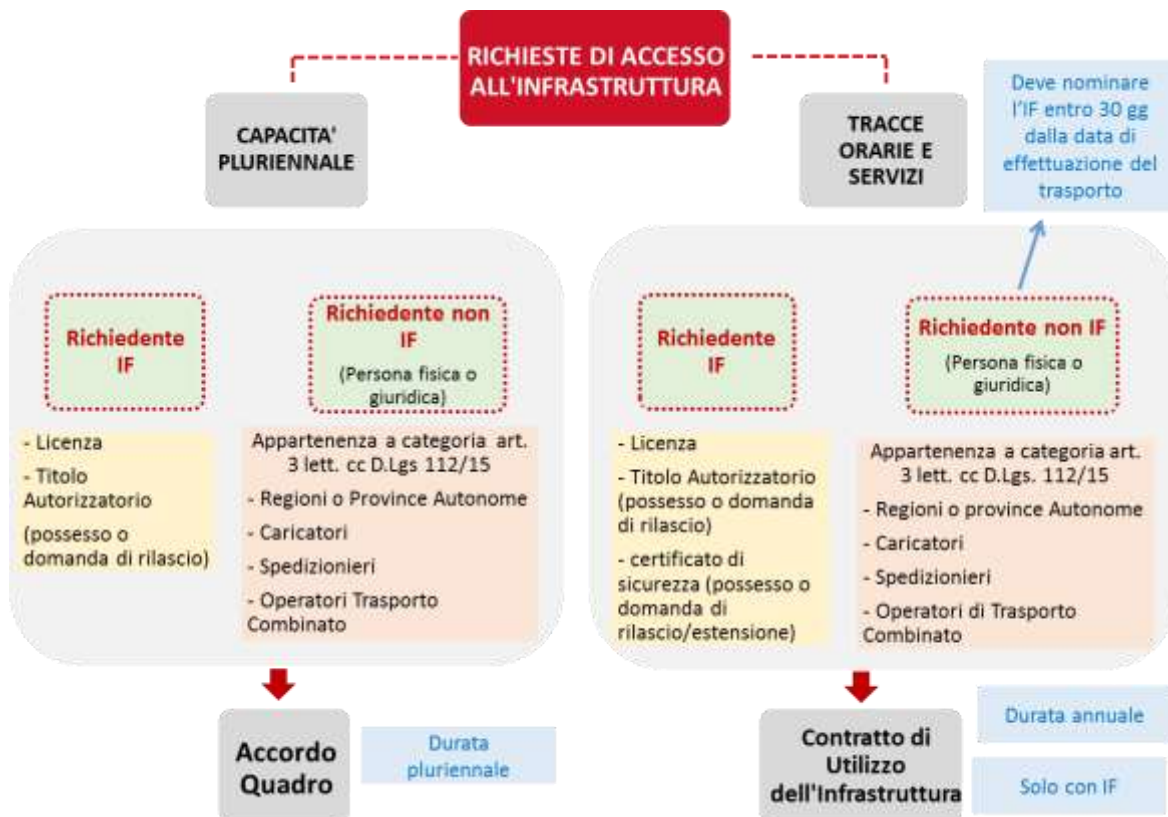 RICHIESTE DI ACCESSO
ALL'INFRASTRUTTURA
CAPACITA'
PLURIENNALE
TRACCE
ORARIE E
SERVIZI
Deve nominare
l'IF entro 30 gg
dalla data di
effettuazione del
trasporto
Richiedente
IF
Richiedente non
IF
(Persona fisica o
giuridica)
- Licenza
- Titolo
Autorizzatorio
(possesso o
domanda di rilascio)
Appartenenza a categoria art.
3 lett. cc D.Lgs 112/15
- Regioni o Province Autonome
- Caricatori
- Spedizionieri
- Operatori Trasporto
Combinato
Richiedente
IF
Richiedente non IF
(Persona fisica o
giuridica)
- Licenza
- Titolo Autorizzatorio
(possesso o domanda
di rilascio)
- certificato di
sicurezza (possesso o
domanda di
rilascio/estensione)
Appartenenza a categoria art.
3 lett. cc D.Lgs. 112/15
- Regioni o province Autonome
- Caricatori
- Spedizionieri
- Operatori di Trasporto
Combinato
Accordo
Quadro
Durata
pluriennale
Contratto di
Utilizzo
dell'Infrastruttura
Durata annuale
Solo con IF